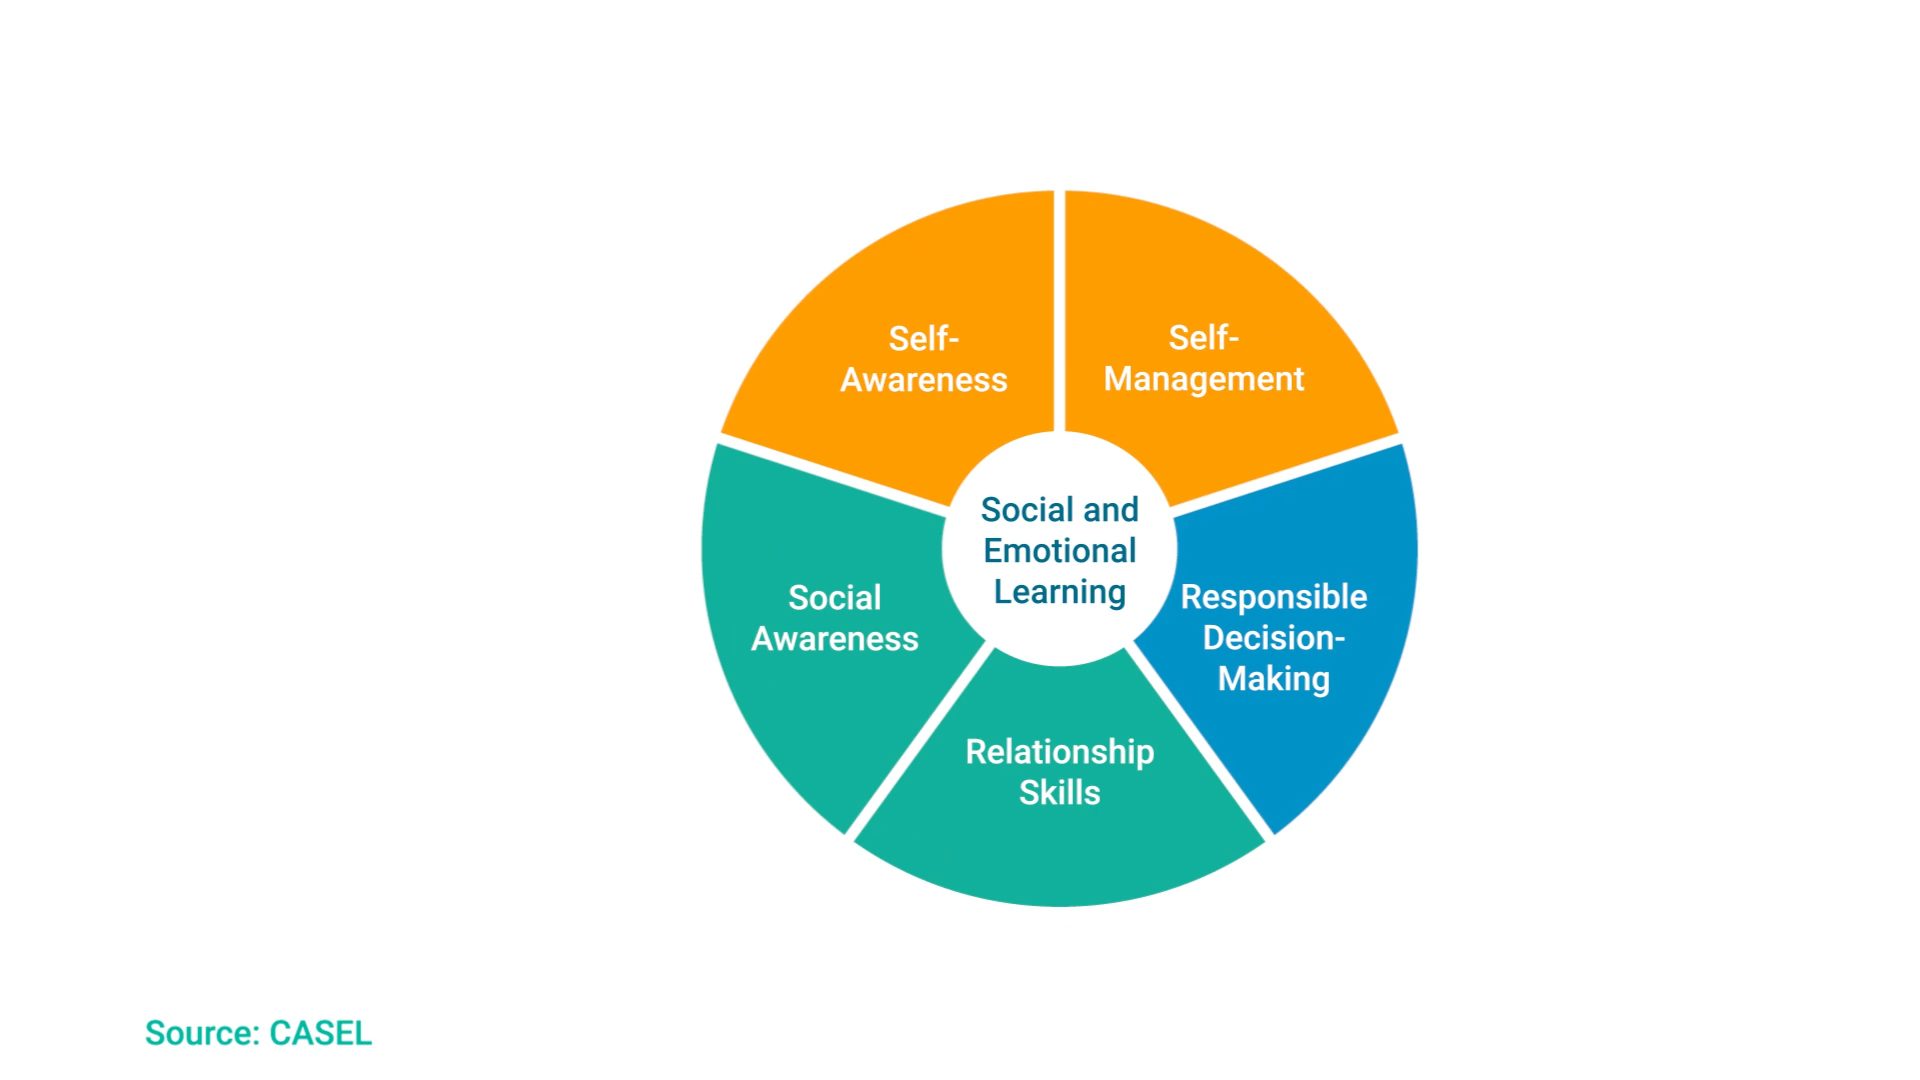 Self-
Awareness
Self-
Management
Social and
Emotional
Learning
Social
Awareness
Responsible
Decision-
Making
Relationship
Skills
Source: CASEL